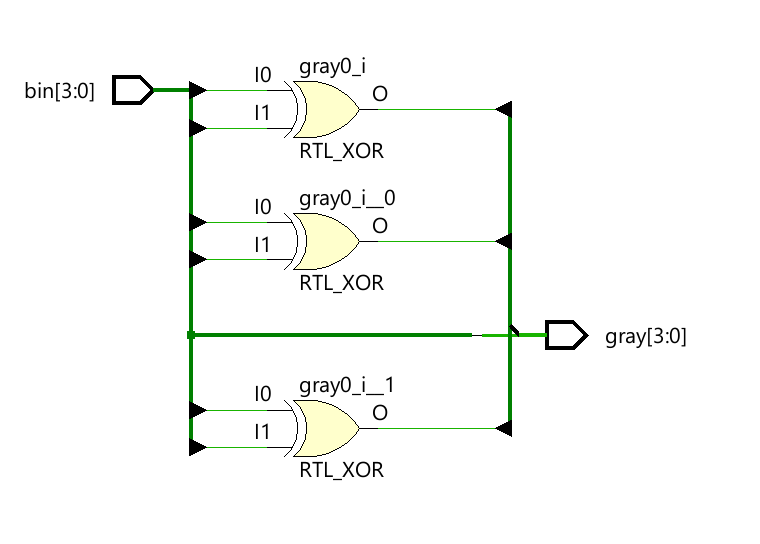 gray0_i
I0
bin[3:0]
O
I1
RTL_XOR
gray0_i__0
I0
O
I1
RTL_XOR
gray[3:0]
gray0_i__1
I0
O
I1
RTL_XOR